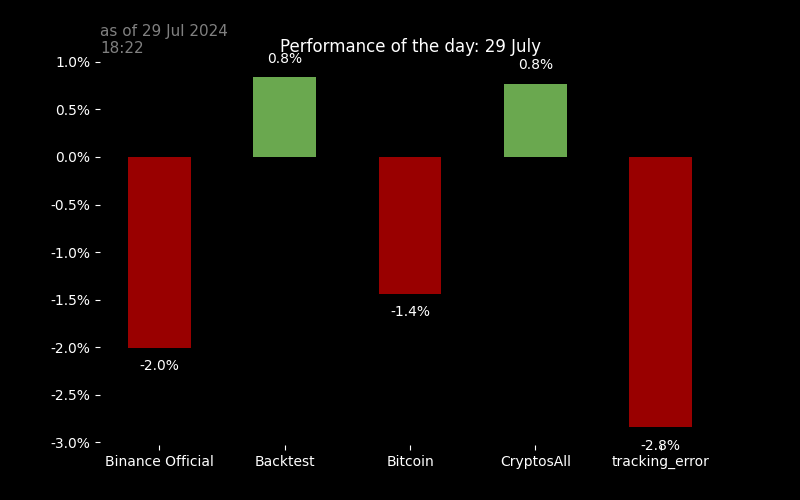 as of 29 Jul 2024
18:22
Performance of the day: 29 July
1.0%
0.5%
0.0%
-0.5%
-1.0%
-1.5%
-2.0%
-2.5%
-3.0%
0.8%
0.8%
-2.0%
-1.4%
-2.8%
Binance Official
Backtest
Bitcoin
CryptosAll
tracking_error